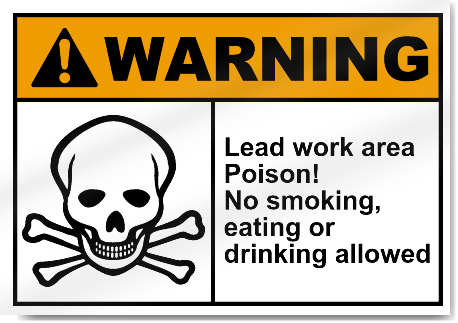 WARNING
Lead work area
Poison!
No smoking,
eating or
drinking allowed